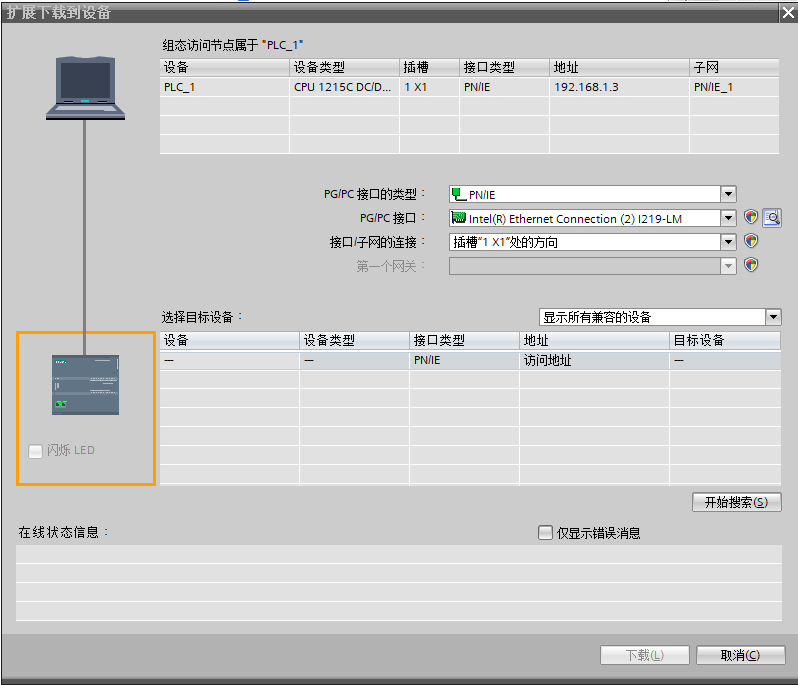 扩展下载到设备
组态访问节点属于 "PLC_1"
设备 设备类型 插槽 接口类型 地址 子网
PLC_1 CPU 1215C DC/D... 1 X1 PN/IE 192.168.1.3 PN/IE_1
PG/PC 接口的类型： PN/IE
PG/PC 接口： Intel(R) Ethernet Connection (2) I219-LM
接口/子网的连接： 插槽"1 X1"处的方向
第一个网关：
选择目标设备： 显示所有兼容的设备
设备 设备类型 接口类型 地址 目标设备
— — PN/IE 访问地址 —
闪烁 LED
开始搜索(S)
在线状态信息： 仅显示错误消息
下载(L) 取消(C)